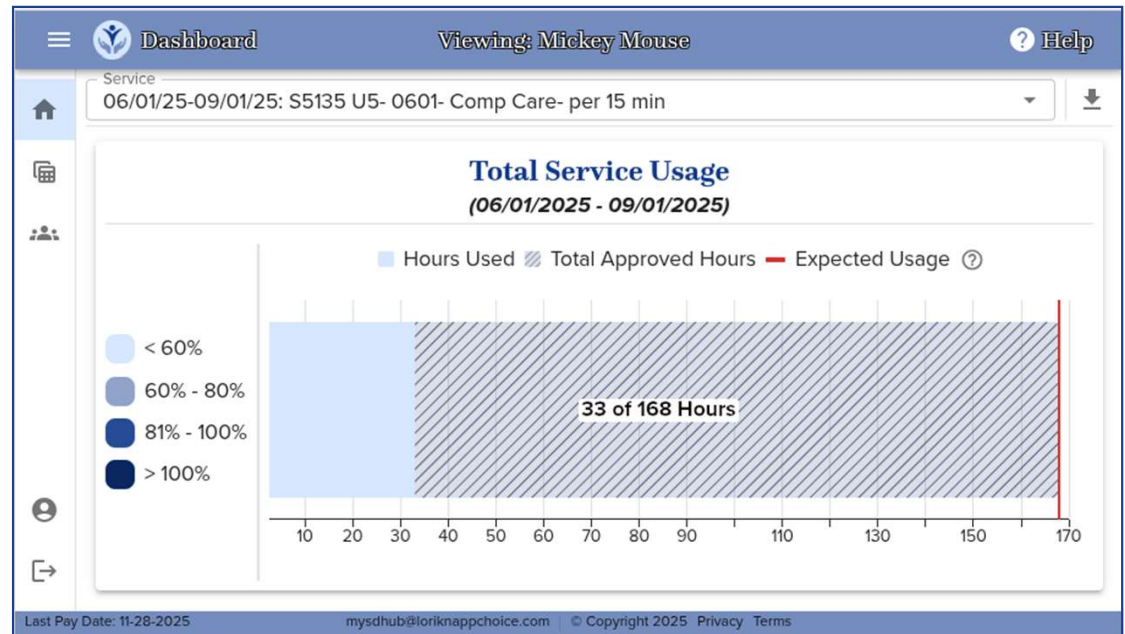 Dashboard
Viewing: Mickey Mouse
Help
Service
06/01/25-09/01/25: S5135 U5- 0601- Comp Care- per 15 min
Total Service Usage
(06/01/2025 - 09/01/2025)
Hours Used Total Approved Hours Expected Usage
< 60%
60% - 80%
81% - 100%
> 100%
33 of 168 Hours
10 20 30 40 50 60 70 80 90 110 130 150 170
Last Pay Date: 11-28-2025 mysdhub@loriknappchoice.com © Copyright 2025 Privacy Terms